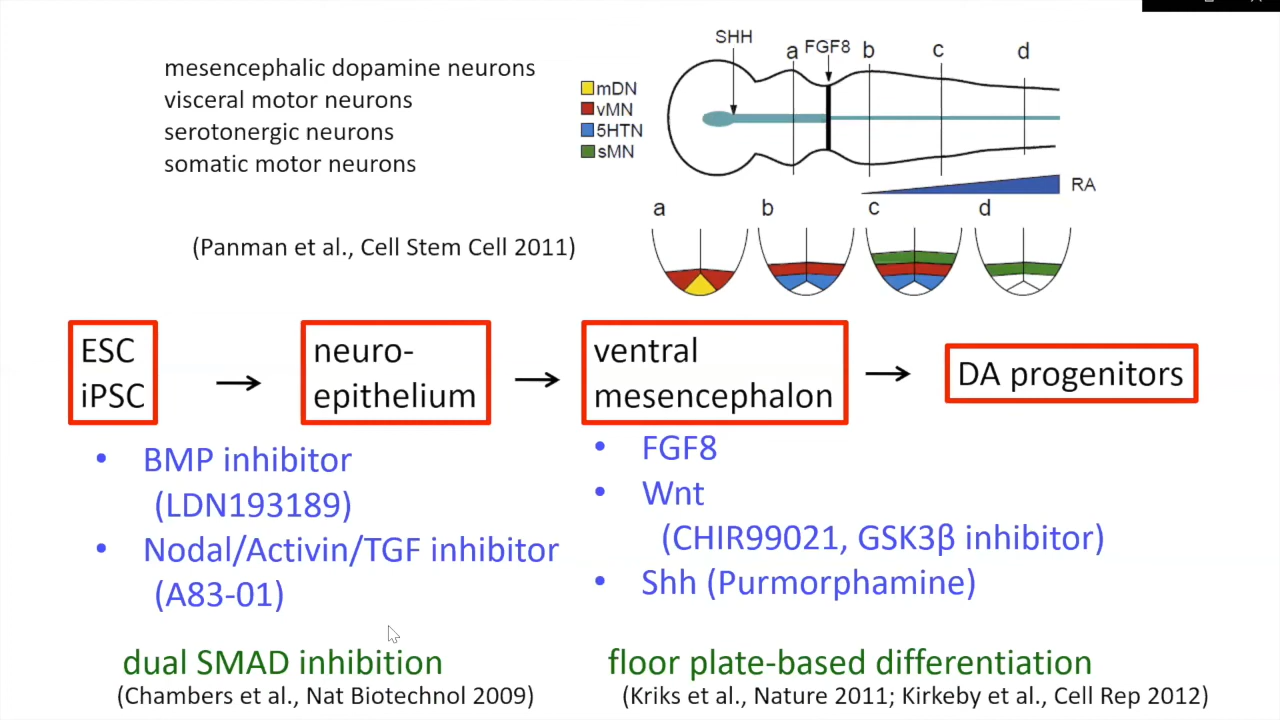 mesencephalic dopamine neurons
visceral motor neurons
serotonergic neurons
somatic motor neurons
(Panman et al., Cell Stem Cell 2011)
mDN
vMN
5HTN
sMN
SHH
a
FGF8
b
c
d
RA
a
b
c
d
ESC
iPSC
neuro-
epithelium
ventral
mesencephalon
DA progenitors
• BMP inhibitor
(LDN193189)
• Nodal/Activin/TGF inhibitor
(A83-01)
• FGF8
• Wnt
(CHIR99021, GSK3β inhibitor)
• Shh (Purmorphamine)
dual SMAD inhibition
(Chambers et al., Nat Biotechnol 2009)
floor plate-based differentiation
(Kriks et al., Nature 2011; Kirkeby et al., Cell Rep 2012)